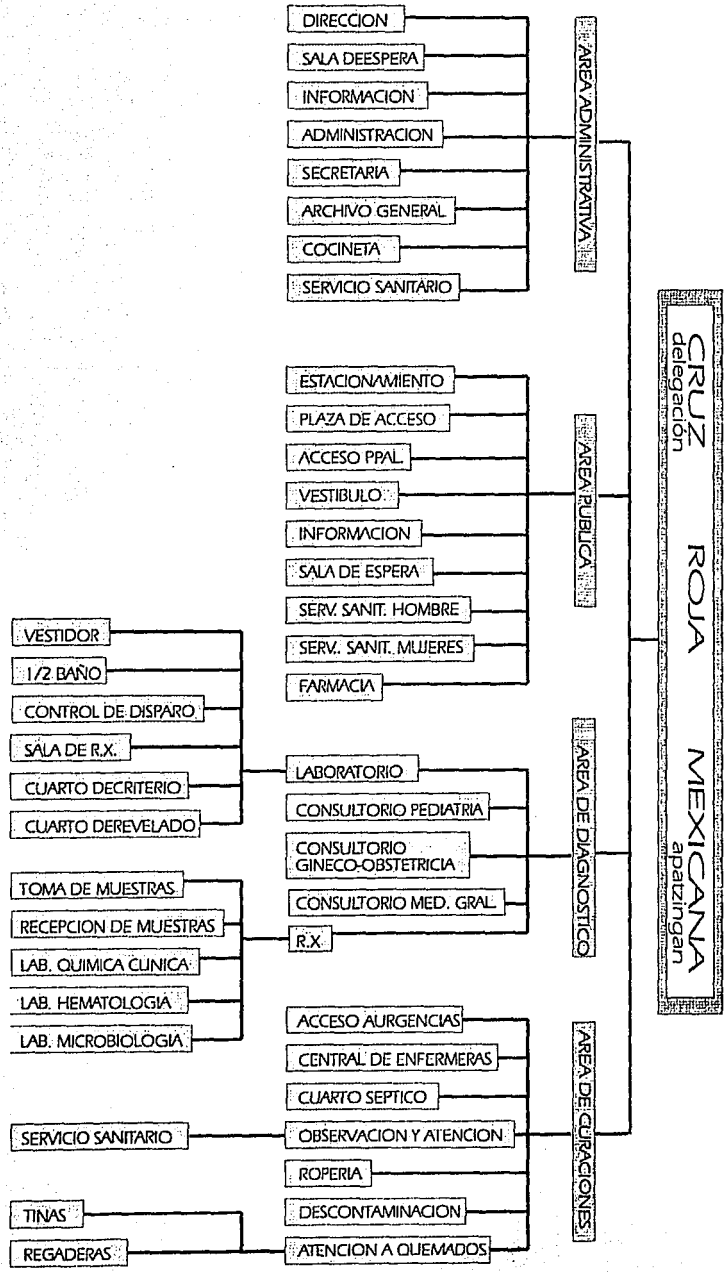 CRUZ ROJA MEXICANA
delegación apatzingan
AREA ADMINISTRATIVA
DIRECCION
SALA DEESPERA
INFORMACION
ADMINISTRACION
SECRETARIA
ARCHIVO GENERAL
COCINETA
SERVICIO SANITARIO
AREA PUBLICA
ESTACIONAMIENTO
PLAZA DE ACCESO
ACCESO PPAL.
VESTIBULO
INFORMACION
SALA DE ESPERA
SERV. SANIT. HOMBRE
SERV. SANIT. MUJERES
FARMACIA
AREA DE DIAGNOSTICO
LABORATORIO
VESTIDOR
1/2 BAÑO
CONTROL DE DISPARO
SALA DE R.X.
CUARTO DECRITERIO
CUARTO DEREVELADO
CONSULTORIO PEDIATRIA
CONSULTORIO
GINECO-OBSTETRICIA
CONSULTORIO MED. GRAL.
R.X.
TOMA DE MUESTRAS
RECEPCION DE MUESTRAS
LAB. QUIMICA CLINICA
LAB. HEMATOLOGIA
LAB. MICROBIOLOGIA
AREA DE CURACIONES
ACCESO AURGENCIAS
CENTRAL DE ENFERMERAS
CUARTO SEPTICO
OBSERVACION Y ATENCION
SERVICIO SANITARIO
ROPERIA
DESCONTAMINACION
ATENCION A QUEMADOS
TINAS
REGADERAS